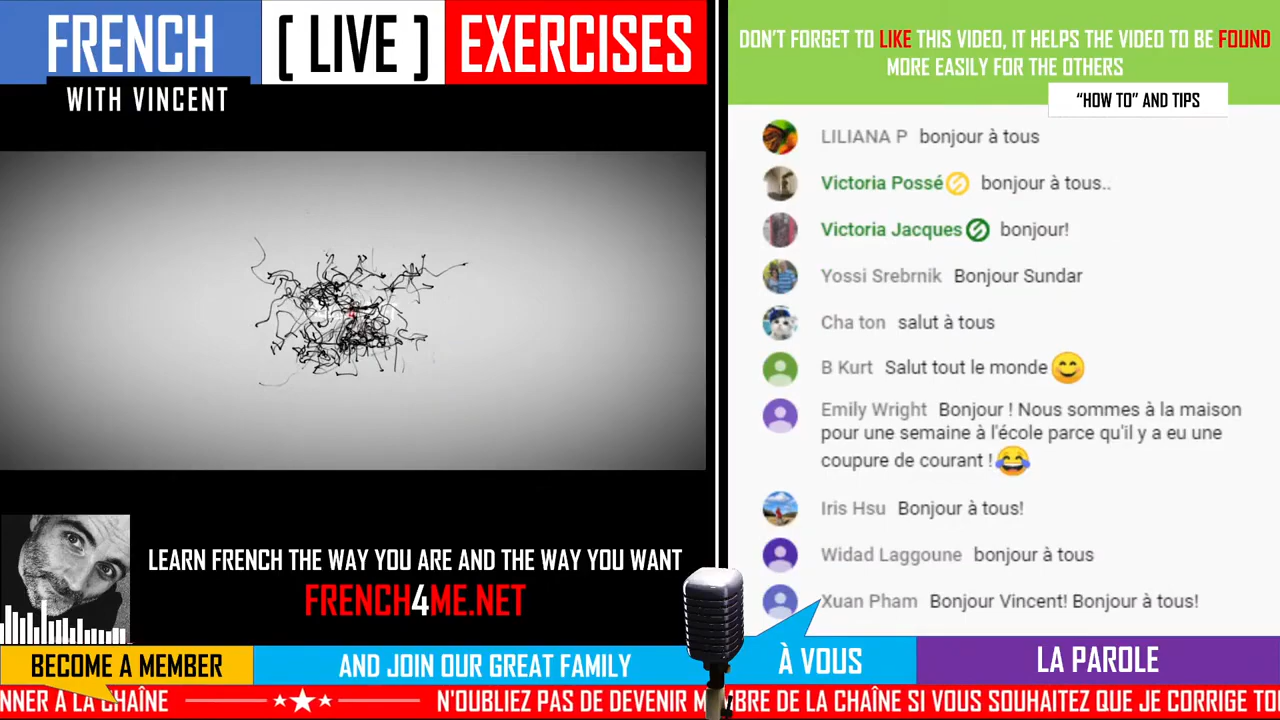 FRENCH
[ LIVE ]
EXERCISES
WITH VINCENT
DON'T FORGET TO LIKE THIS VIDEO, IT HELPS THE VIDEO TO BE FOUND
MORE EASILY FOR THE OTHERS
“HOW TO” AND TIPS
LILIANA P bonjour à tous
Victoria Possé bonjour à tous..
Victoria Jacques bonjour!
Yossi Srebrnik Bonjour Sundar
Cha ton salut à tous
B Kurt Salut tout le monde 😊
Emily Wright Bonjour ! Nous sommes à la maison
pour une semaine à l'école parce qu'il y a eu une
coupure de courant ! 😂
Iris Hsu Bonjour à tous!
Widad Laggoune bonjour à tous
Xuan Pham Bonjour Vincent! Bonjour à tous!
LEARN FRENCH THE WAY YOU ARE AND THE WAY YOU WANT
FRENCH4ME.NET
BECOME A MEMBER
AND JOIN OUR GREAT FAMILY
À VOUS
LA PAROLE
NNER À LA CHAÎNE
N'OUBLIEZ PAS DE DEVENIR MEMBRE DE LA CHAÎNE SI VOUS SOUHAITEZ QUE JE CORRIGE TO